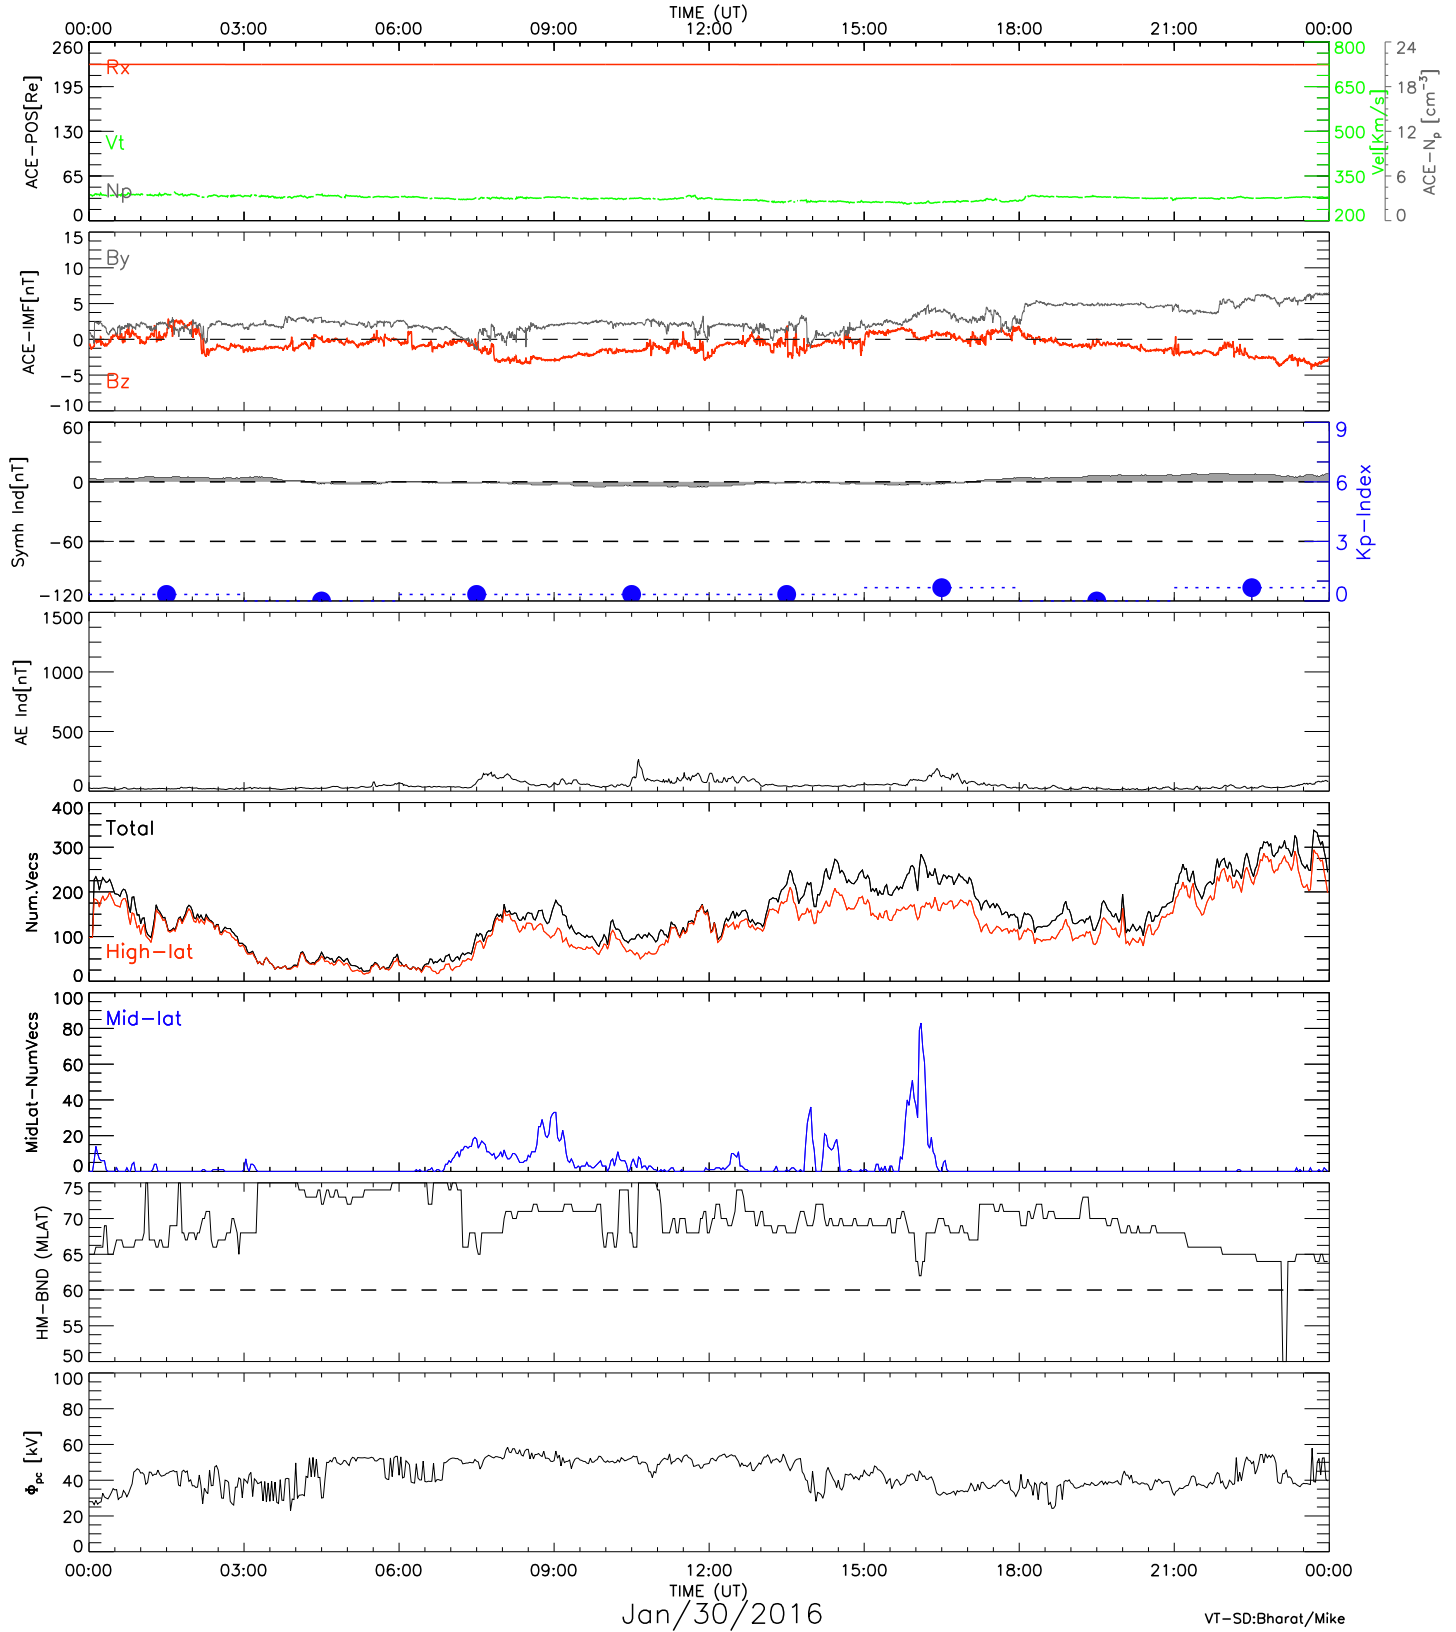 TIME (UT)
00:00 03:00 06:00 09:00 12:00 15:00 18:00 21:00 00:00
ACE-POS[Re]
260
195
130
65
0
Rx
Vt
Np
800
650
500
350
200
Vel[Km/s]
24
18
12
6
0
ACE-Np [cm⁻³]
ACE-IMF[nT]
15
10
5
0
-5
-10
By
Bz
Symh Ind[nT]
60
0
-60
-120
9
6
3
0
Kp-Index
AE Ind[nT]
1500
1000
500
0
Num.Vecs
400
300
200
100
0
Total
High-lat
MidLat-NumVecs
100
80
60
40
20
0
Mid-lat
HM-BND (MLAT)
75
70
65
60
55
50
Φpc [kV]
100
80
60
40
20
0
00:00 03:00 06:00 09:00 12:00 15:00 18:00 21:00 00:00
TIME (UT)
Jan/30/2016
VT-SD:Bharat/Mike